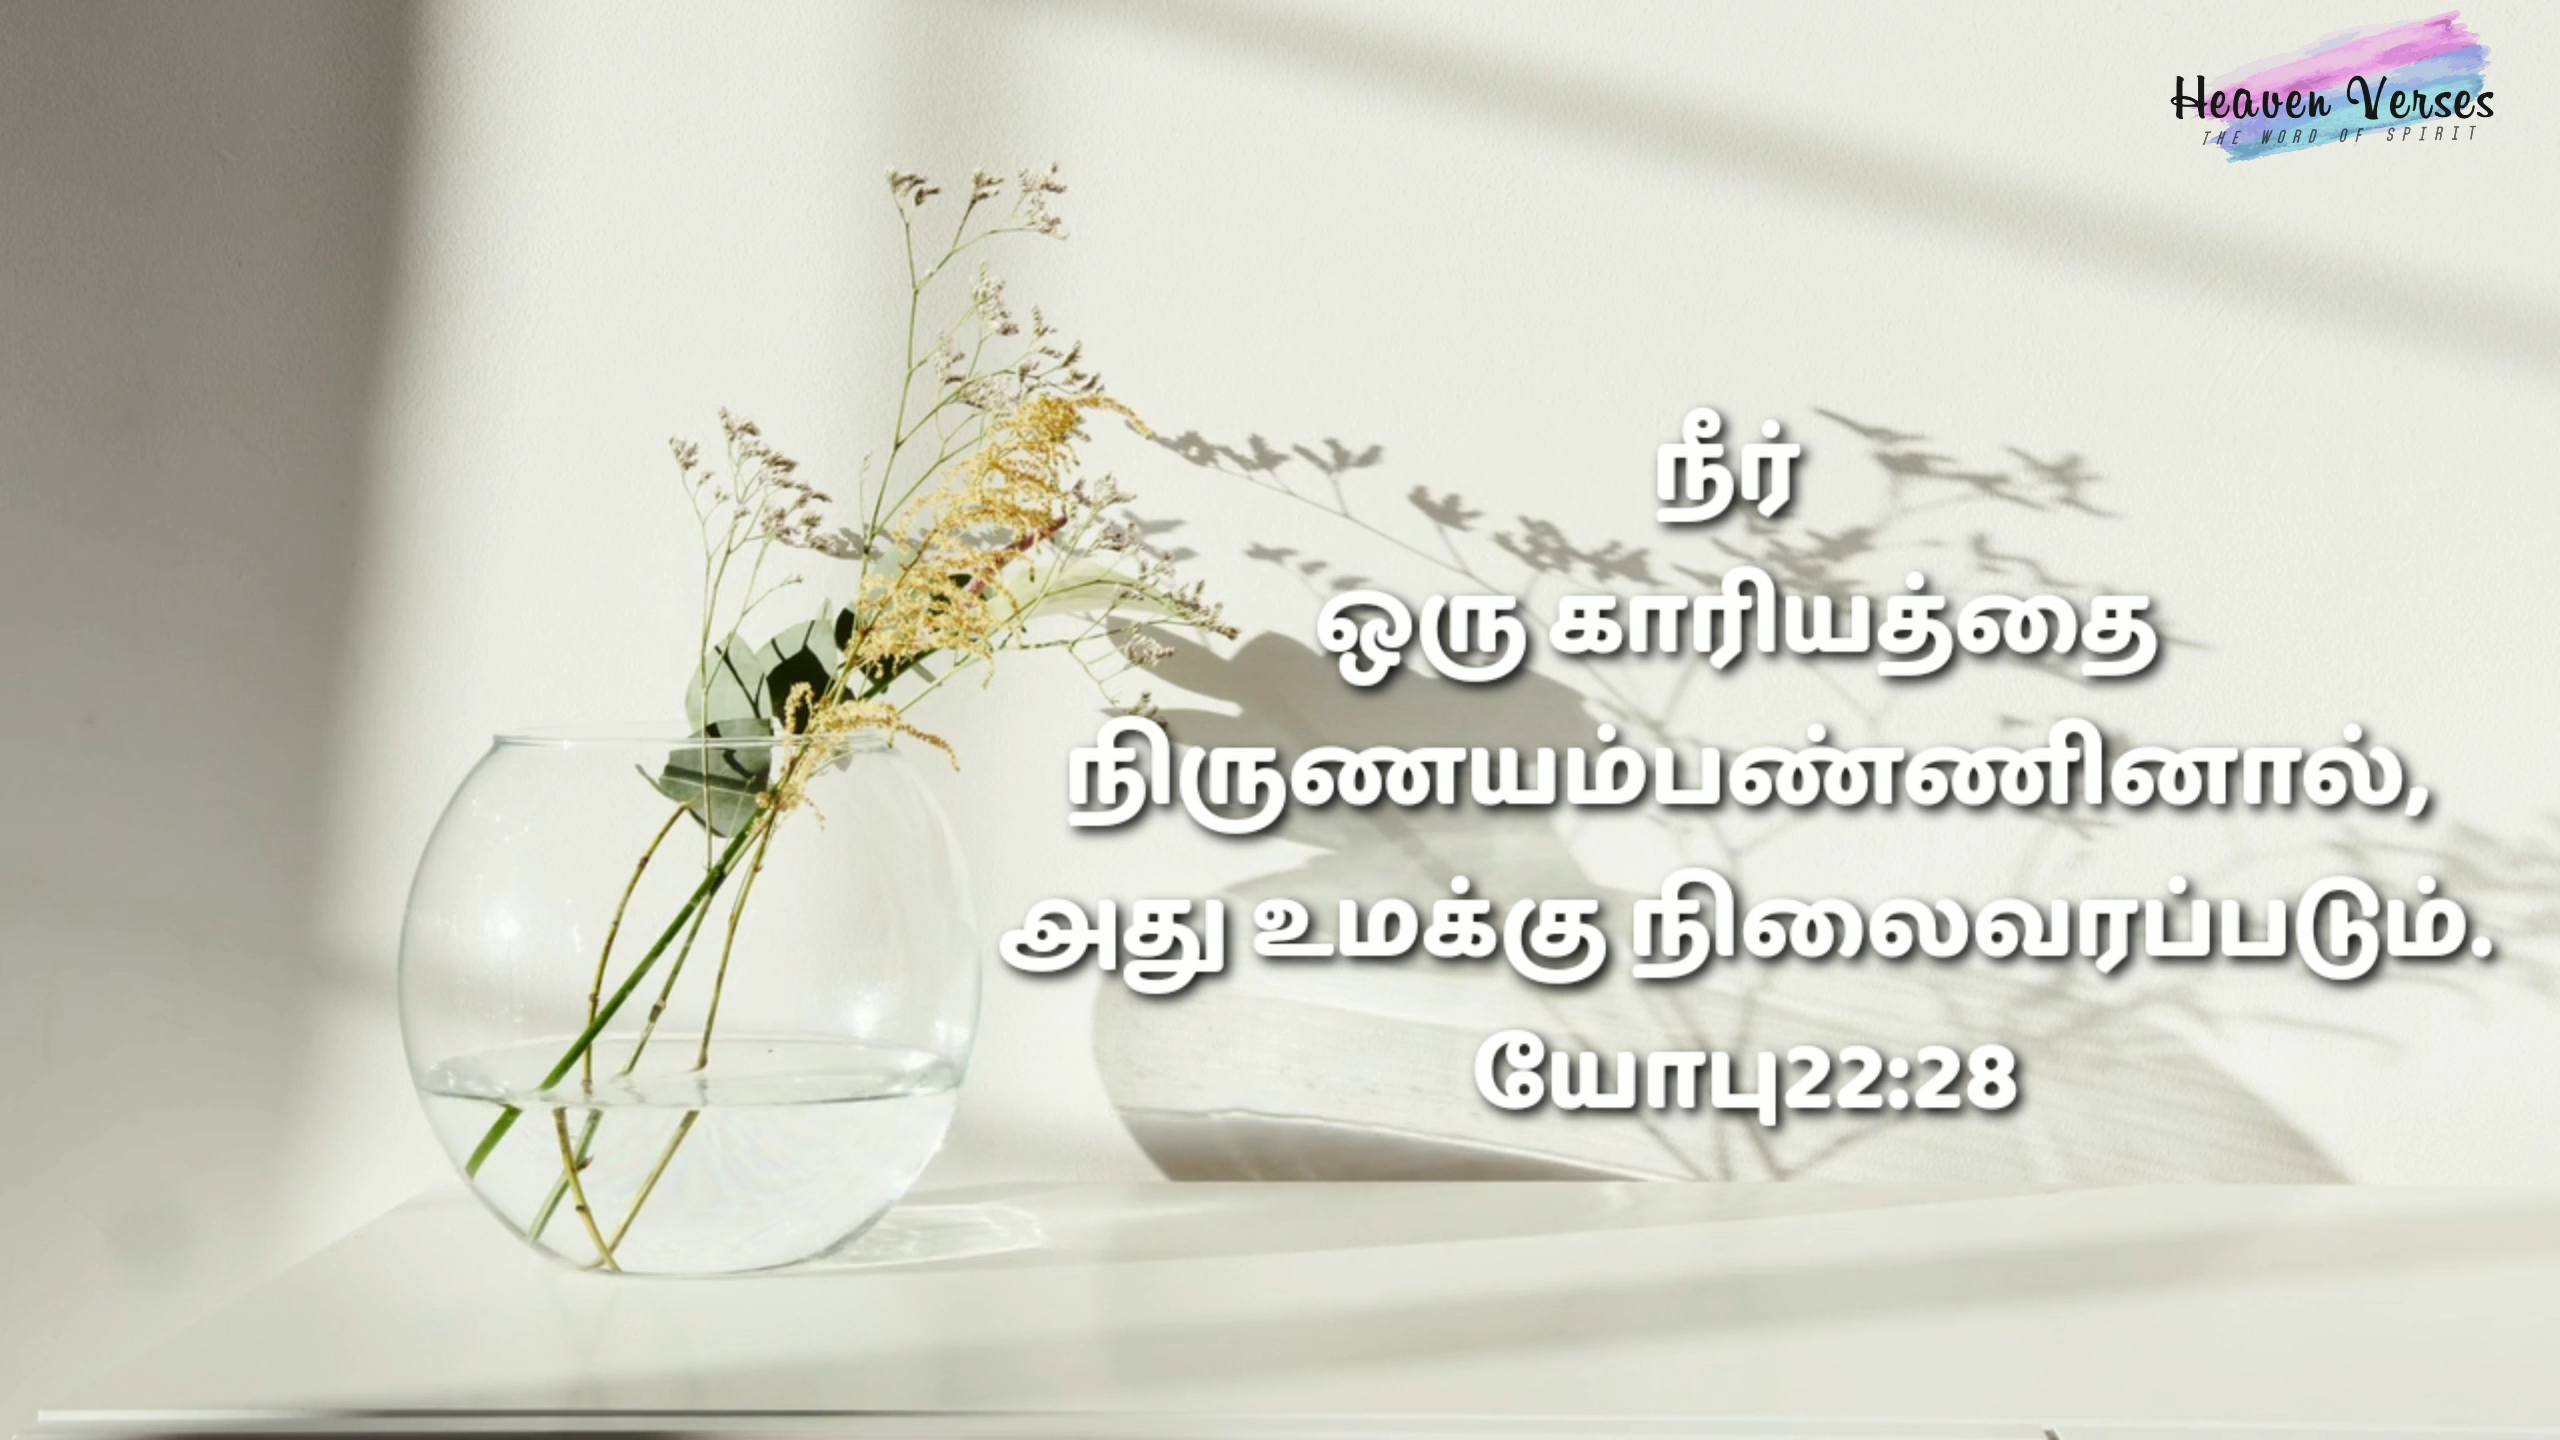 Heaven Verses
THE WORD OF SPIRIT
நீர்
ஒரு காரியத்தை
நிருணயம்பண்ணினால்,
அது உமக்கு நிலைவரப்படும்.
யோபு22:28